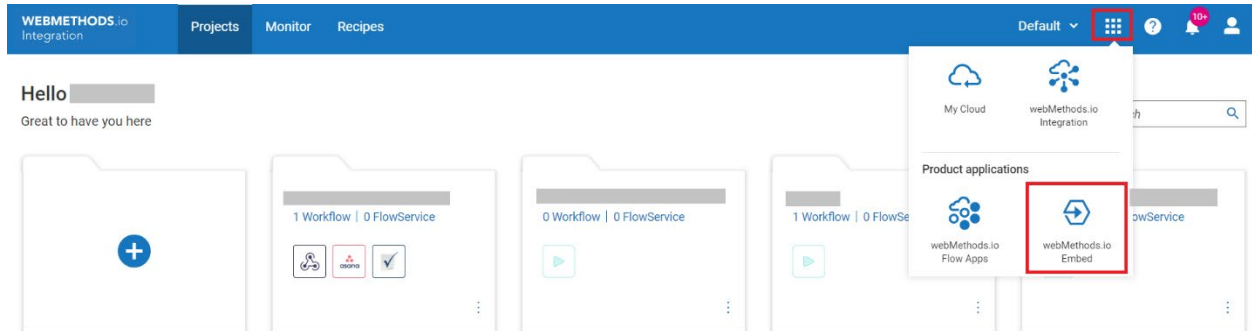 WEBMETHODS.io
Integration
Projects
Monitor
Recipes
Default
10+
Hello
Great to have you here
My Cloud
webMethods.io
Integration
Product applications
webMethods.io
Flow Apps
webMethods.io
Embed
1 Workflow | 0 FlowService
asana
0 Workflow | 0 FlowService
1 Workflow | 0 FlowSe
owService